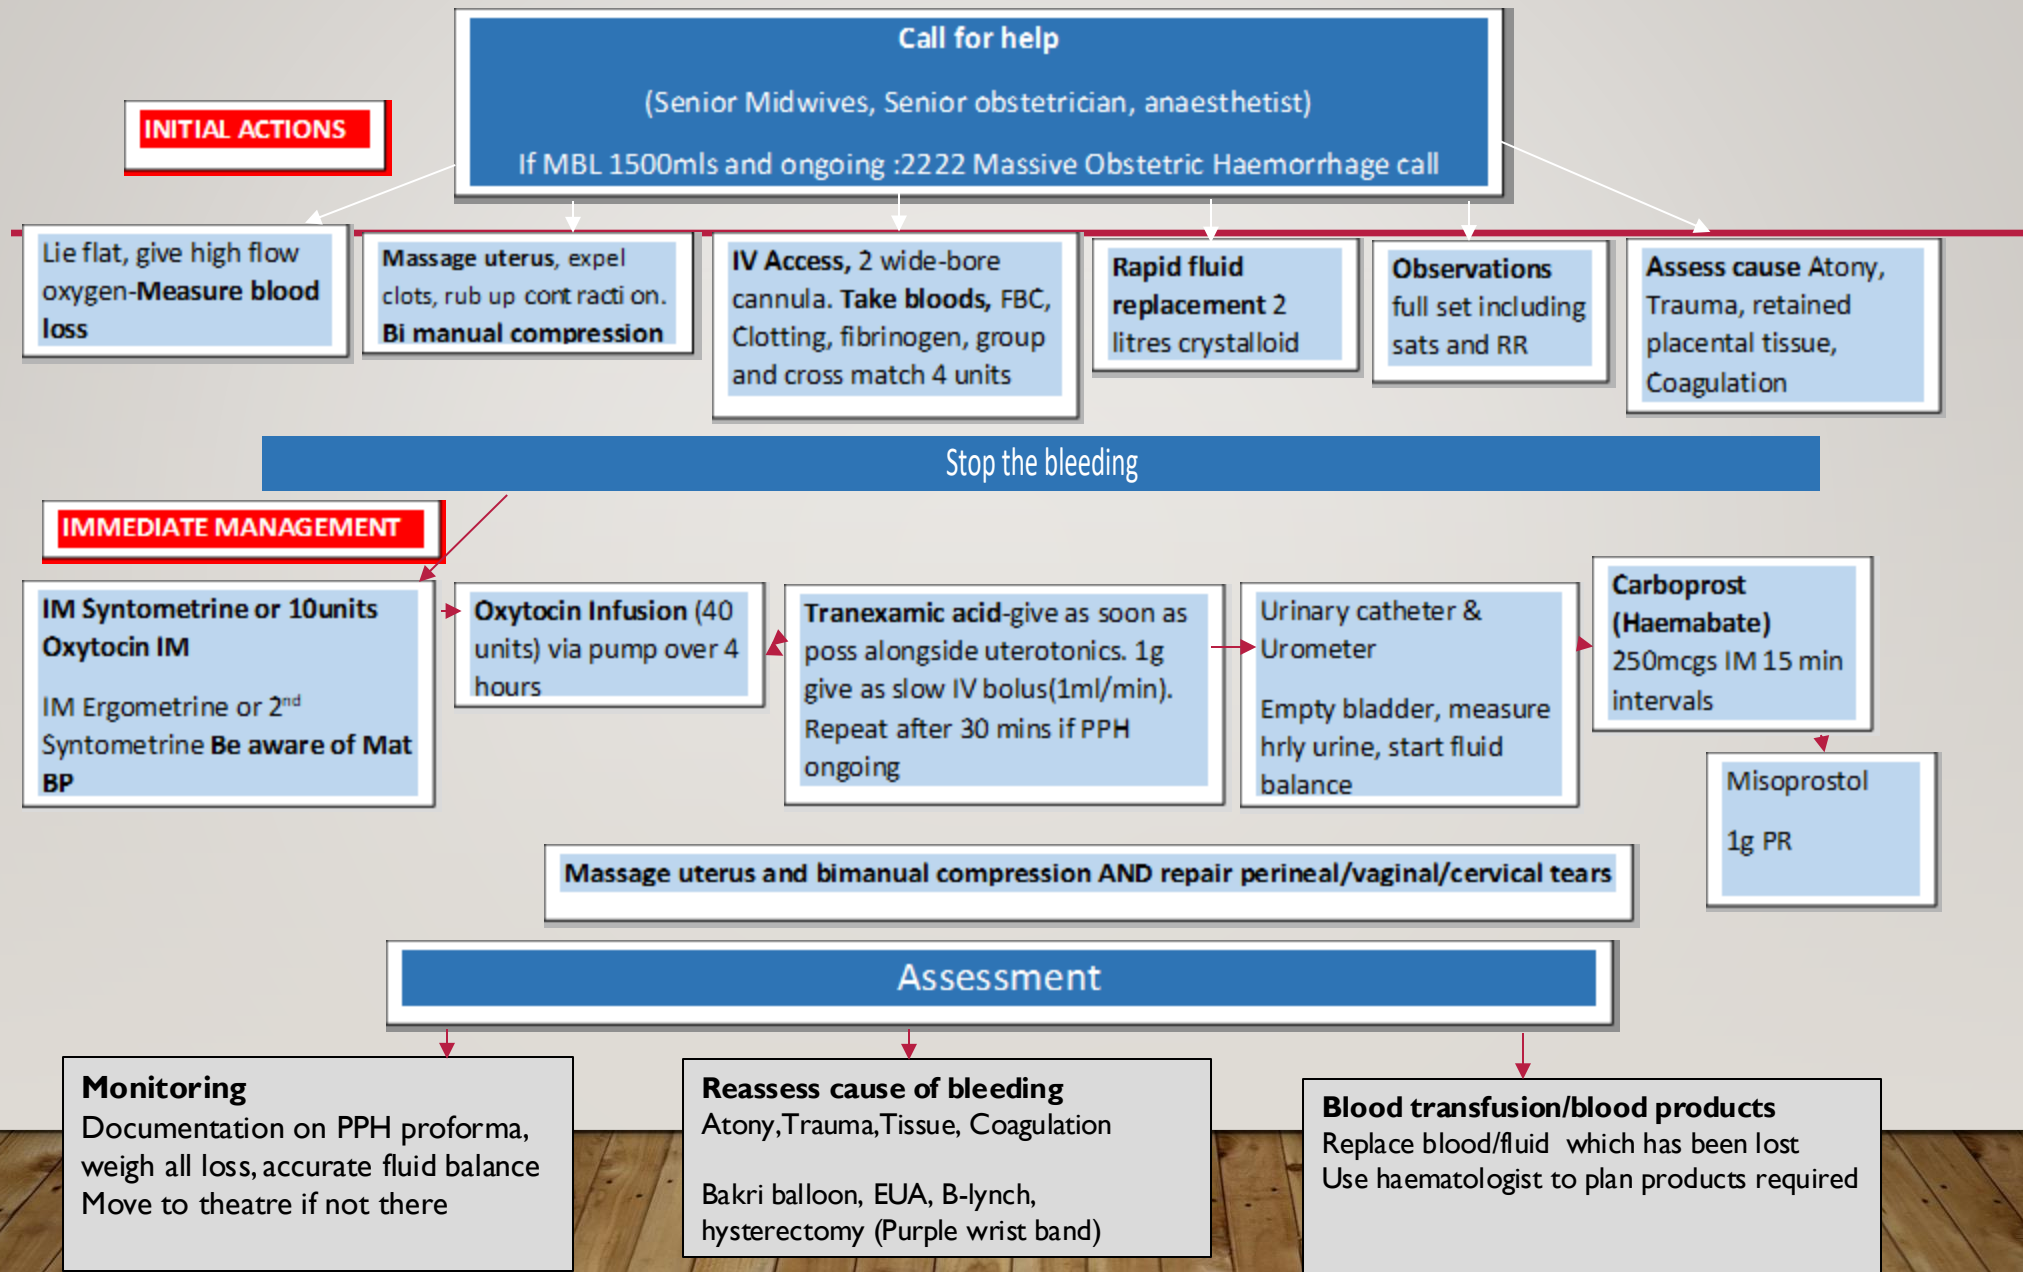 Call for help
(Senior Midwives, Senior obstetrician, anaesthetist)
If MBL 1500mls and ongoing :2222 Massive Obstetric Haemorrhage call
INITIAL ACTIONS
Lie flat, give high flow
oxygen-Measure blood
loss
Massage uterus, expel
clots, rub up contraction.
Bi manual compression
IV Access, 2 wide-bore
cannula. Take bloods, FBC,
Clotting, fibrinogen, group
and cross match 4 units
Rapid fluid
replacement 2
litres crystalloid
Observations
full set including
sats and RR
Assess cause Atony,
Trauma, retained
placental tissue,
Coagulation
Stop the bleeding
IMMEDIATE MANAGEMENT
IM Syntometrine or 10units
Oxytocin IM
IM Ergometrine or 2nd
Syntometrine Be aware of Mat
BP
Oxytocin Infusion (40
units) via pump over 4
hours
Tranexamic acid-give as soon as
poss alongside uterotonics. 1g
give as slow IV bolus(1ml/min).
Repeat after 30 mins if PPH
ongoing
Urinary catheter &
Urometer
Empty bladder, measure
hrly urine, start fluid
balance
Carboprost
(Haemabate)
250mcgs IM 15 min
intervals
Misoprostol
1g PR
Massage uterus and bimanual compression AND repair perineal/vaginal/cervical tears
Assessment
Monitoring
Documentation on PPH proforma,
weigh all loss, accurate fluid balance
Move to theatre if not there
Reassess cause of bleeding
Atony,Trauma,Tissue, Coagulation
Bakri balloon, EUA, B-lynch,
hysterectomy (Purple wrist band)
Blood transfusion/blood products
Replace blood/fluid  which has been lost
Use haematologist to plan products required